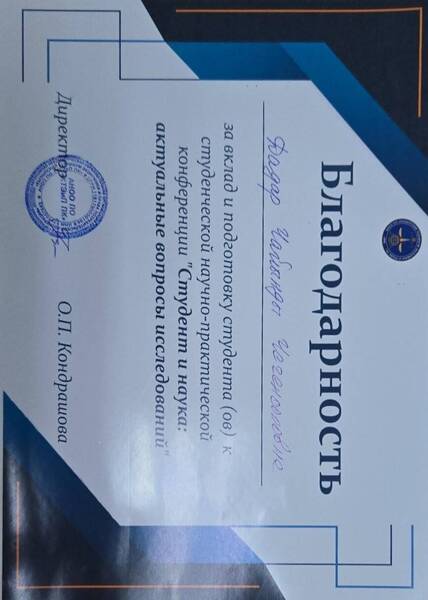 Благодарность
за вклад и подготовку студента (ов) к
студенческой научно-практической
конференции "Студент и наука:
актуальные вопросы исследований"
Директор О.П. Кондрашова